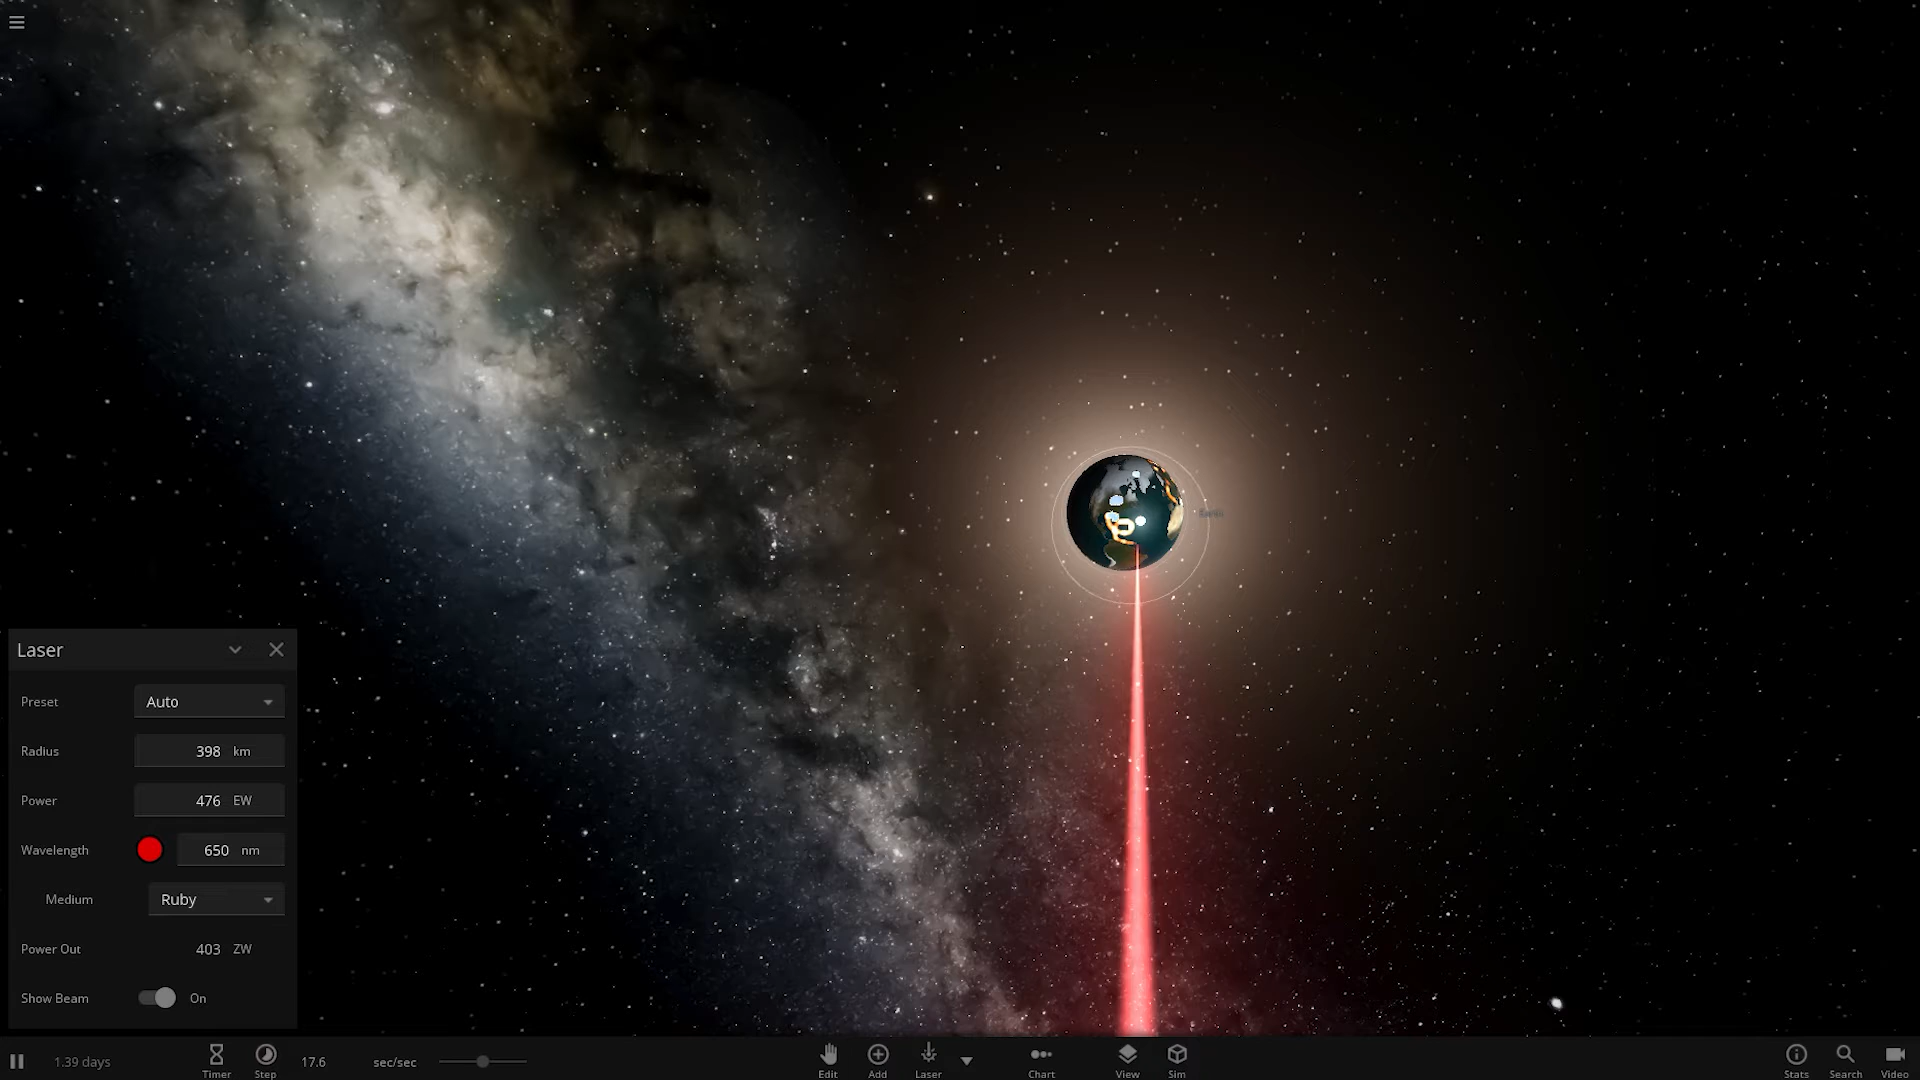 Earth
Laser
Preset Auto
Radius 398 km
Power 476 EW
Wavelength 650 nm
Medium Ruby
Power Out 403 ZW
Show Beam On
1.39 days Timer Step 17.6 sec/sec Edit Add Laser Chart View Sim Stats Search Video